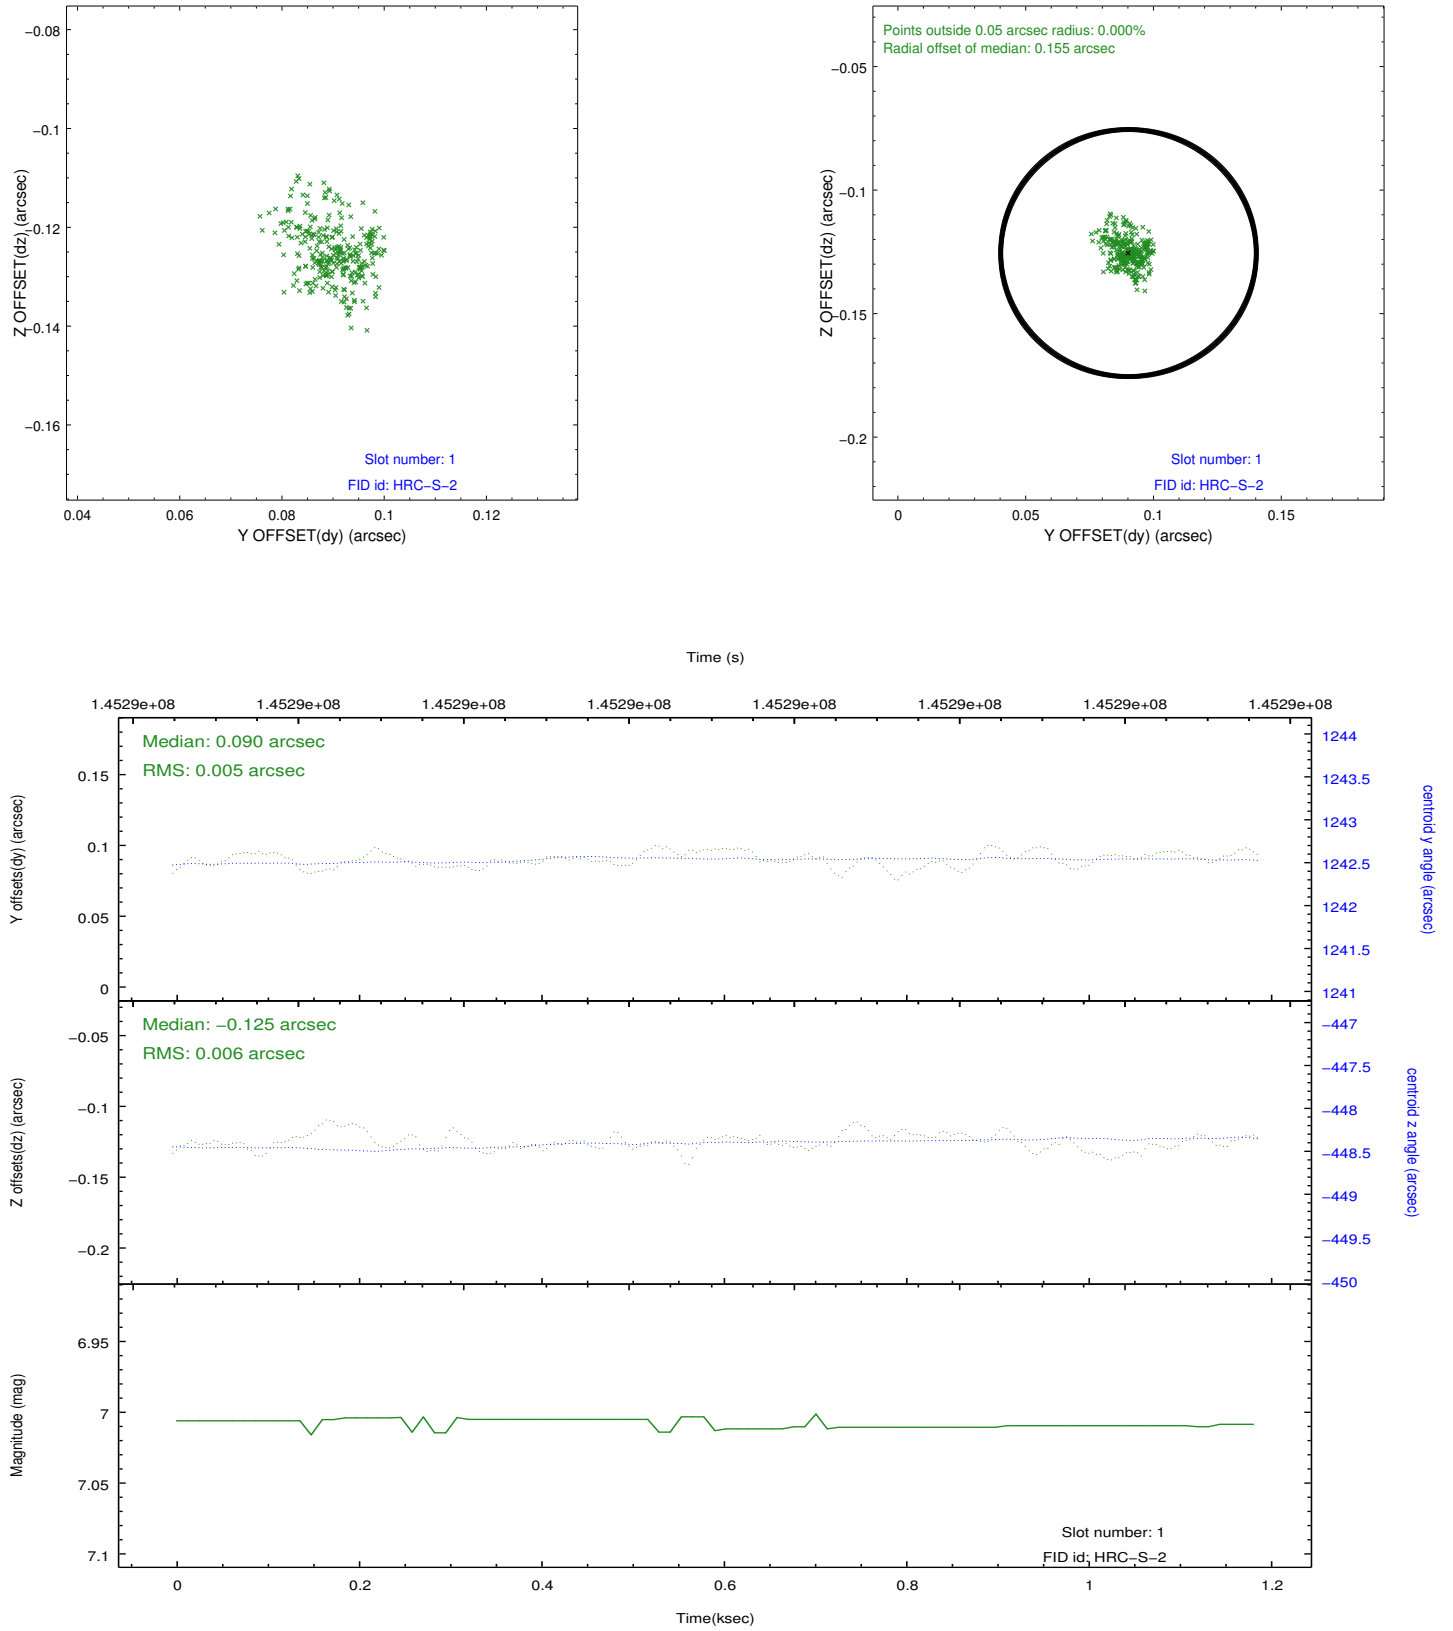 −0.08
−0.1
−0.12
−0.14
−0.16
Z OFFSET(dz) (arcsec)
Slot number: 1
FID id: HRC−S−2
0.04 0.06 0.08 0.1 0.12
Y OFFSET(dy) (arcsec)
Points outside 0.05 arcsec radius: 0.000%
Radial offset of median: 0.155 arcsec
−0.05
−0.1
−0.15
−0.2
Z OFFSET(dz) (arcsec)
Slot number: 1
FID id: HRC−S−2
0 0.05 0.1 0.15
Y OFFSET(dy) (arcsec)
Time (s)
1.4529e+08 1.4529e+08 1.4529e+08 1.4529e+08 1.4529e+08 1.4529e+08 1.4529e+08 1.4529e+08
Median: 0.090 arcsec
RMS: 0.005 arcsec
0.15
0.1
0.05
0
Y offsets(dy) (arcsec)
1244
1243.5
1243
1242.5
1242
1241.5
1241
centroid y angle (arcsec)
Median: −0.125 arcsec
RMS: 0.006 arcsec
−0.05
−0.1
−0.15
−0.2
Z offsets(dz) (arcsec)
−447
−447.5
−448
−448.5
−449
−449.5
−450
centroid z angle (arcsec)
6.95
7
7.05
7.1
Magnitude (mag)
Slot number: 1
FID id: HRC−S−2
0 0.2 0.4 0.6 0.8 1 1.2
Time(ksec)